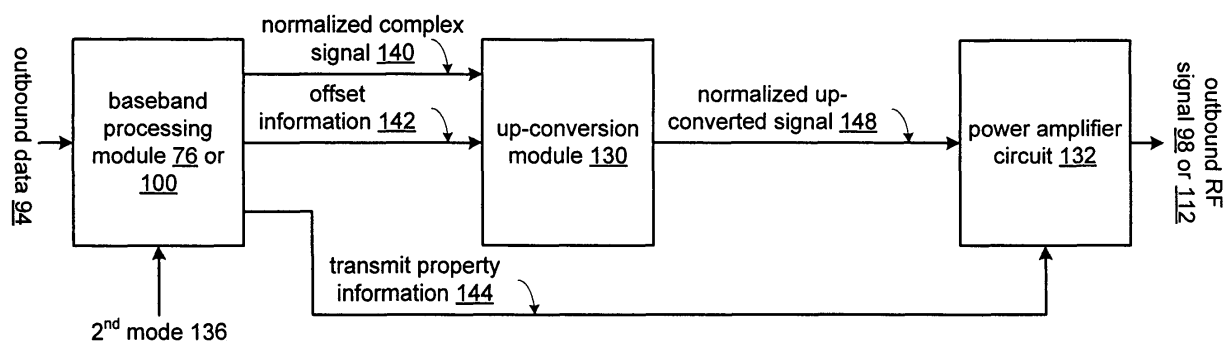 normalized complex
signal 140
offset
information 142
outbound data 94
baseband
processing
module 76 or
100
up-conversion
module 130
normalized up-
converted signal 148
power amplifier
circuit 132
outbound RF
signal 98 or 112
transmit property
information 144
2nd mode 136